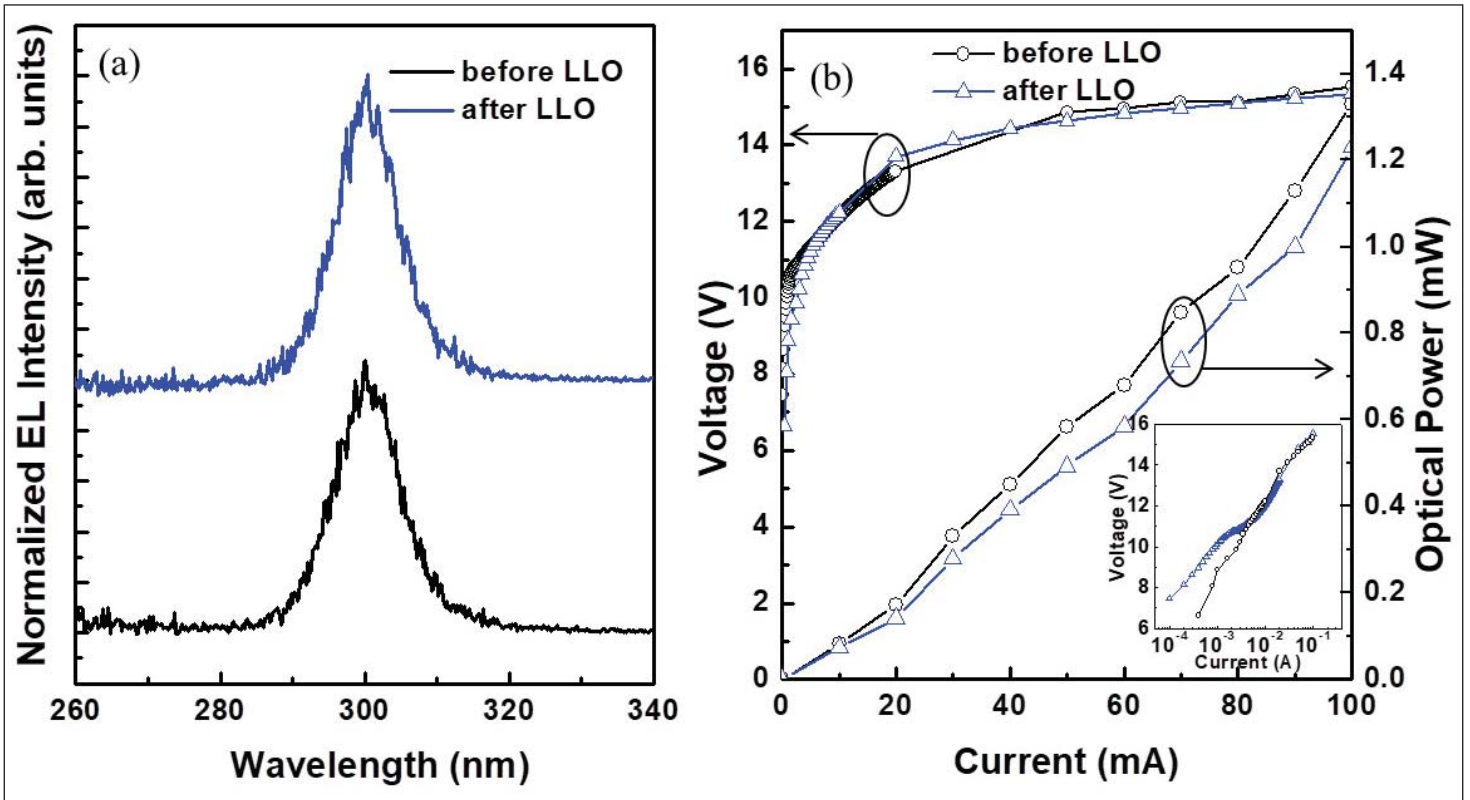 (a)
before LLO
after LLO
Normalized EL Intensity (arb. units)
260 280 300 320 340
Wavelength (nm)
(b)
before LLO
after LLO
Voltage (V)
16
14
12
10
8
6
4
2
0
0 20 40 60 80 100
Current (mA)
1.4
1.2
1.0
0.8
0.6
0.4
0.2
0.0
Optical Power (mW)
Voltage (V)
16
14
12
10
8
6
10⁻⁴ 10⁻³ 10⁻² 10⁻¹
Current (A)